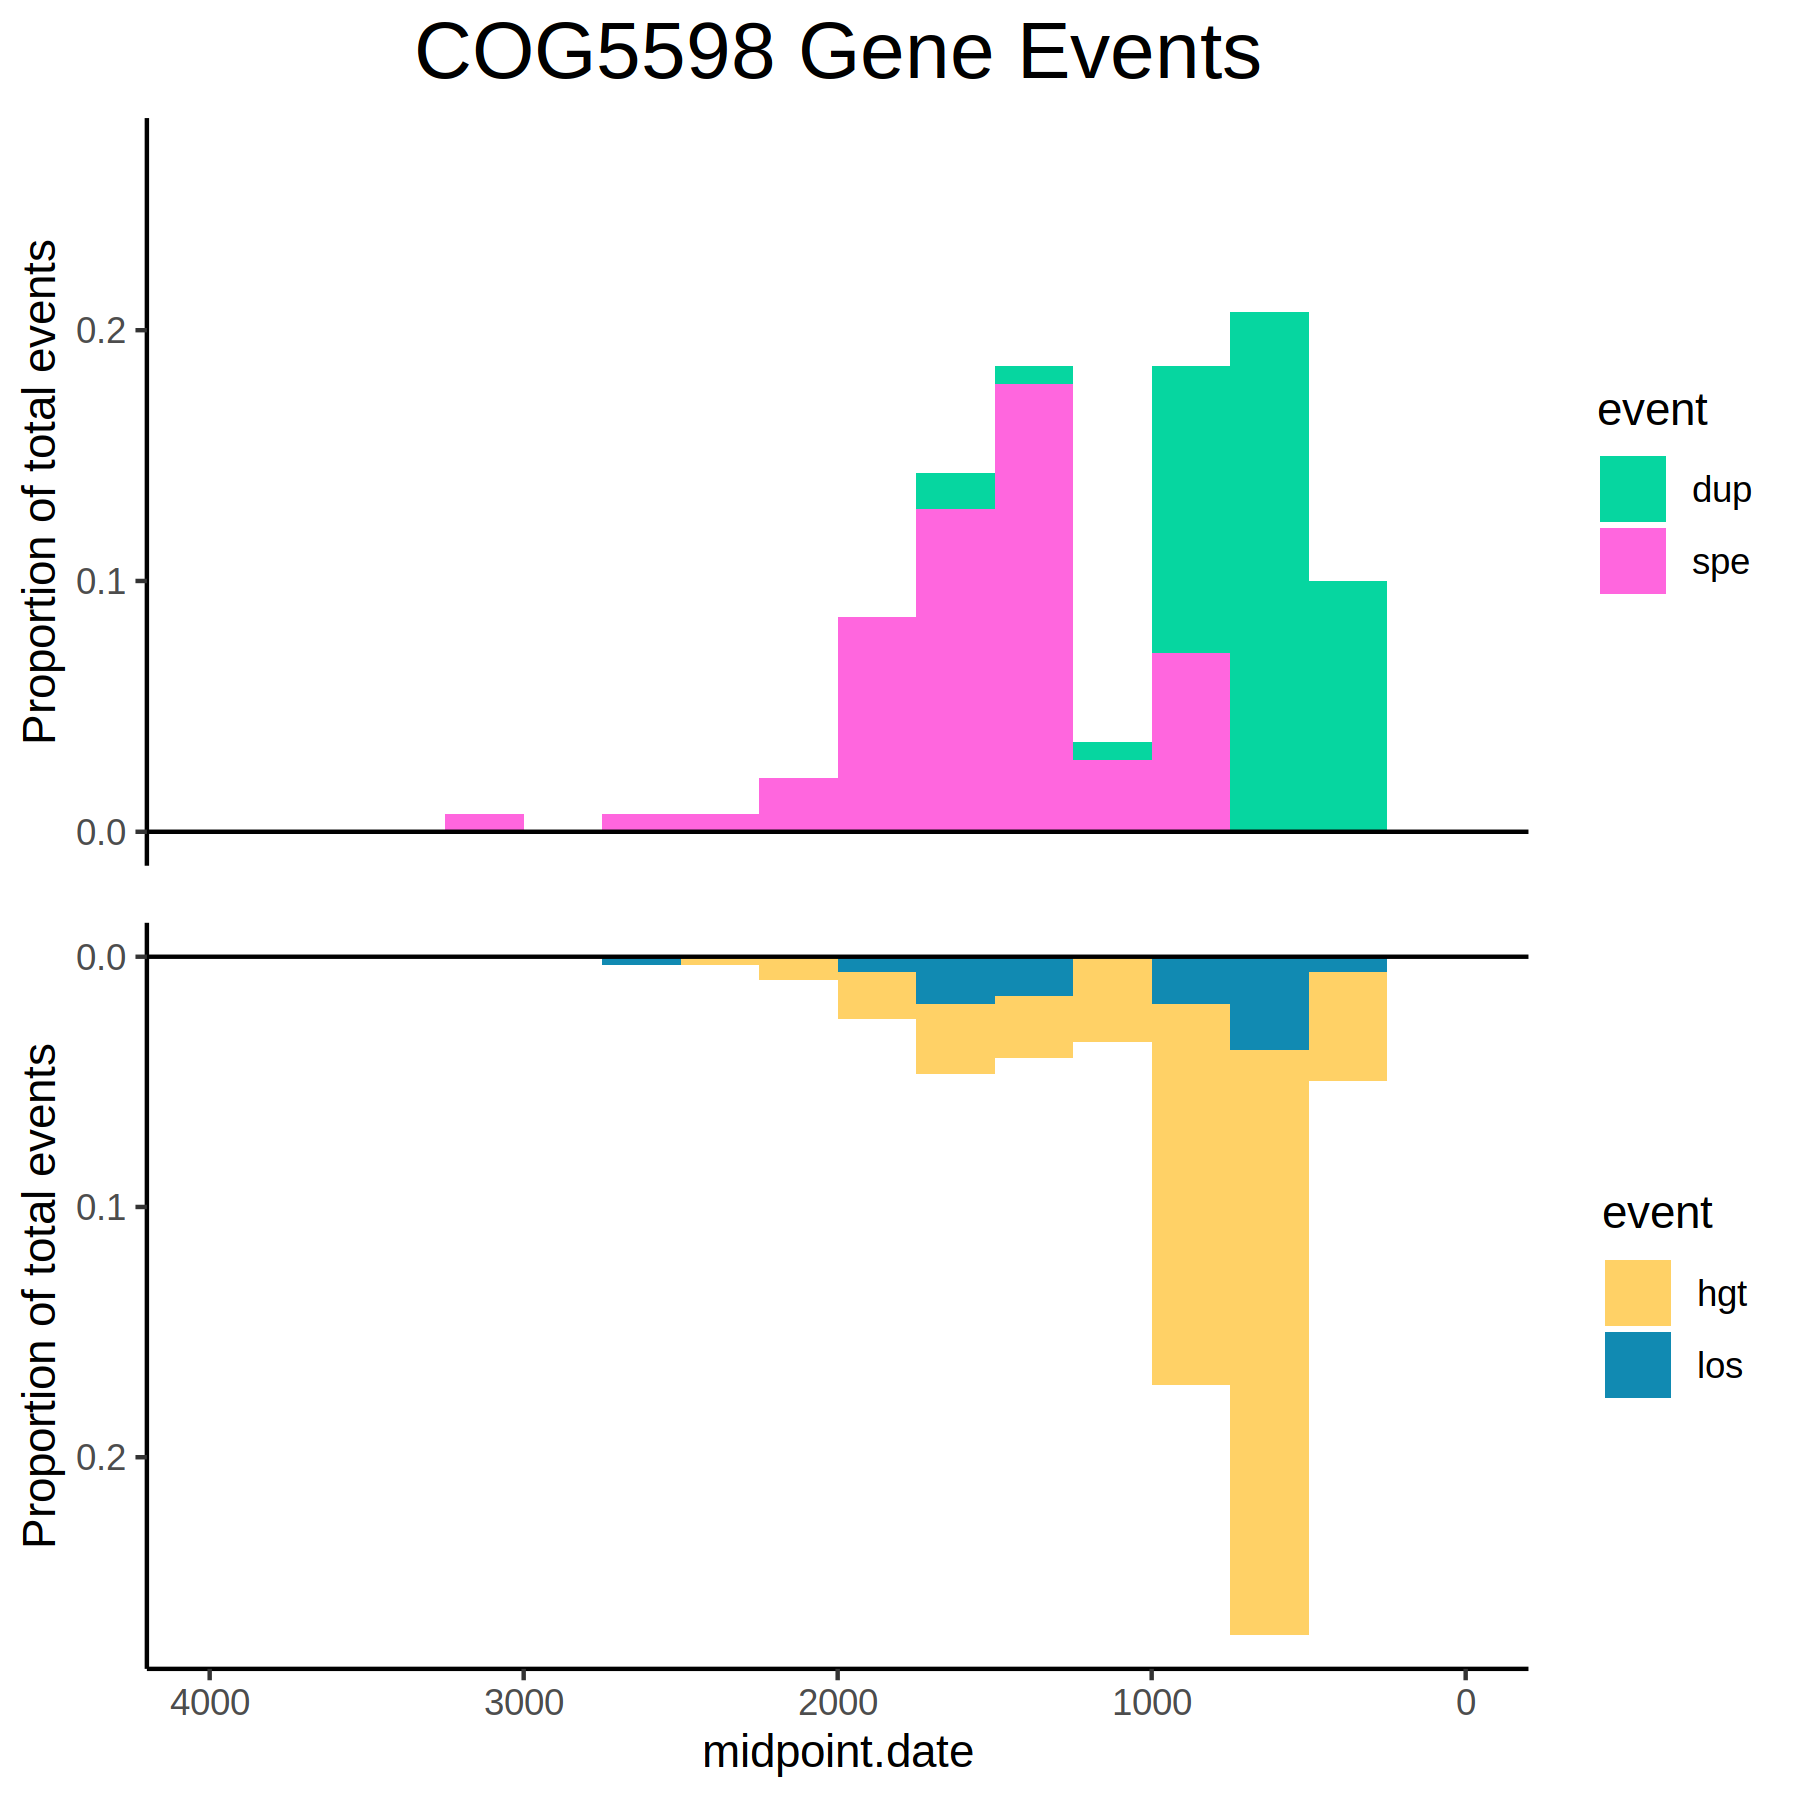 COG5598 Gene Events
Proportion of total events
0.2
0.1
0.0
event
dup
spe
Proportion of total events
0.0
0.1
0.2
event
hgt
los
4000 3000 2000 1000 0
midpoint.date